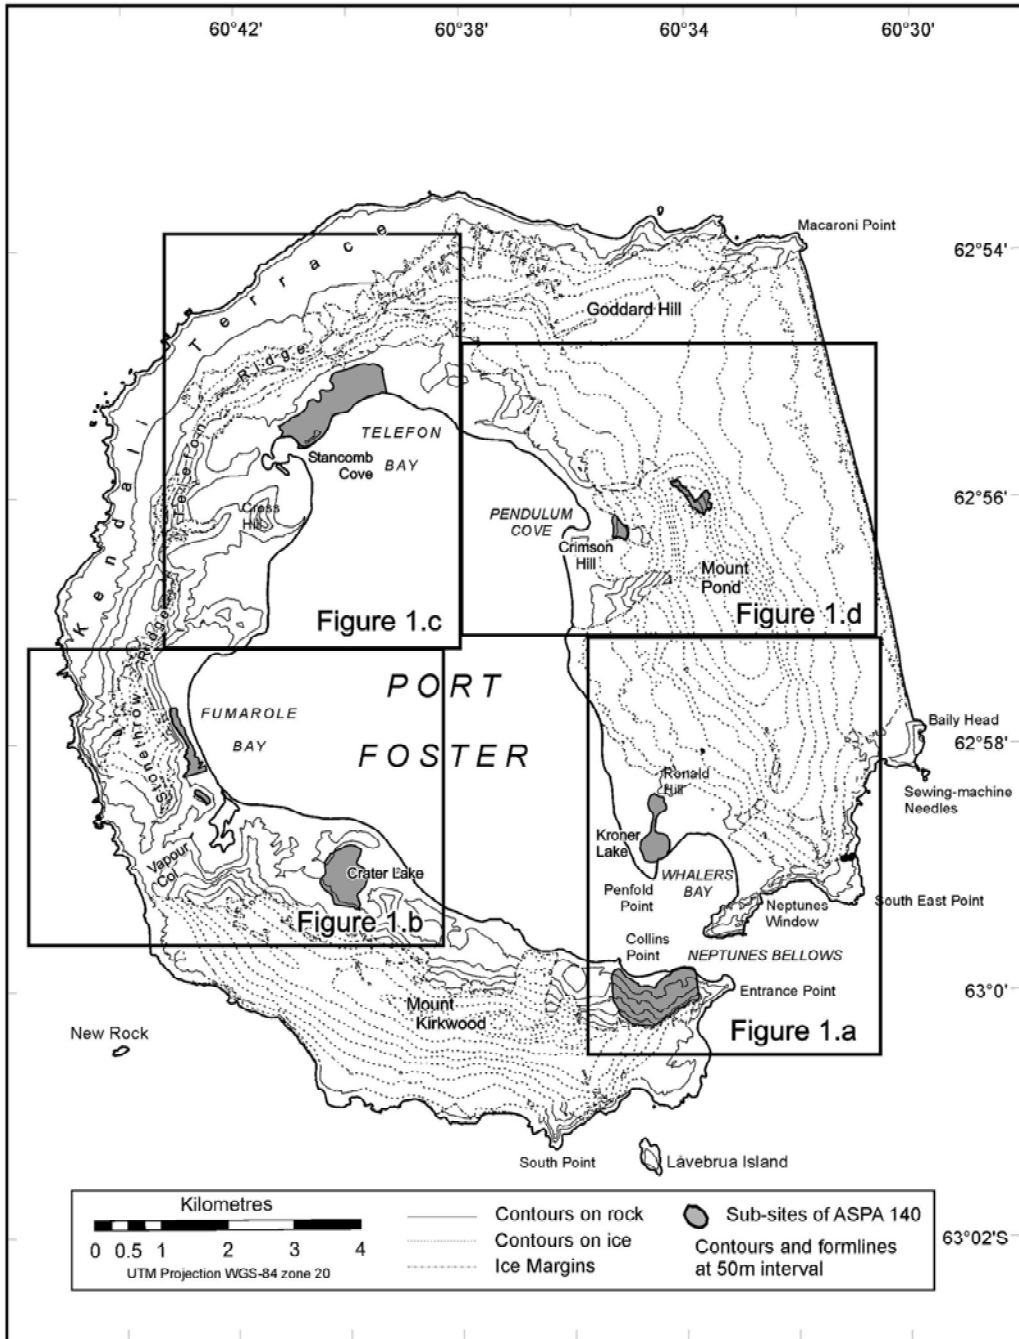 60°42' 60°38' 60°34' 60°30'
Macaroni Point
62°54'
Kendall Terrace
Goddard Hill
Telefon Ridge
TELEFON
BAY
Stancomb
Cove
62°56'
Cross
Hill
PENDULUM
COVE
Crimson
Hill
Mount
Pond
Figure 1.c
Figure 1.d
Stonethrow Ridge
PORT
FOSTER
FUMAROLE
BAY
Baily Head
62°58'
Sewing-machine
Needles
Ronald
Hill
Kroner
Lake
Vapour
Col
Crater Lake
WHALERS
BAY
Penfold
Point
Neptunes
Window
South East Point
Figure 1.b
Collins
Point
NEPTUNES BELLOWS
Entrance Point
63°0'
Mount
Kirkwood
New Rock
Figure 1.a
South Point
Låvebrua Island
Kilometres
0 0.5 1 2 3 4
UTM Projection WGS-84 zone 20
Contours on rock
Contours on ice
Ice Margins
Sub-sites of ASPA 140
Contours and formlines
at 50m interval
63°02'S